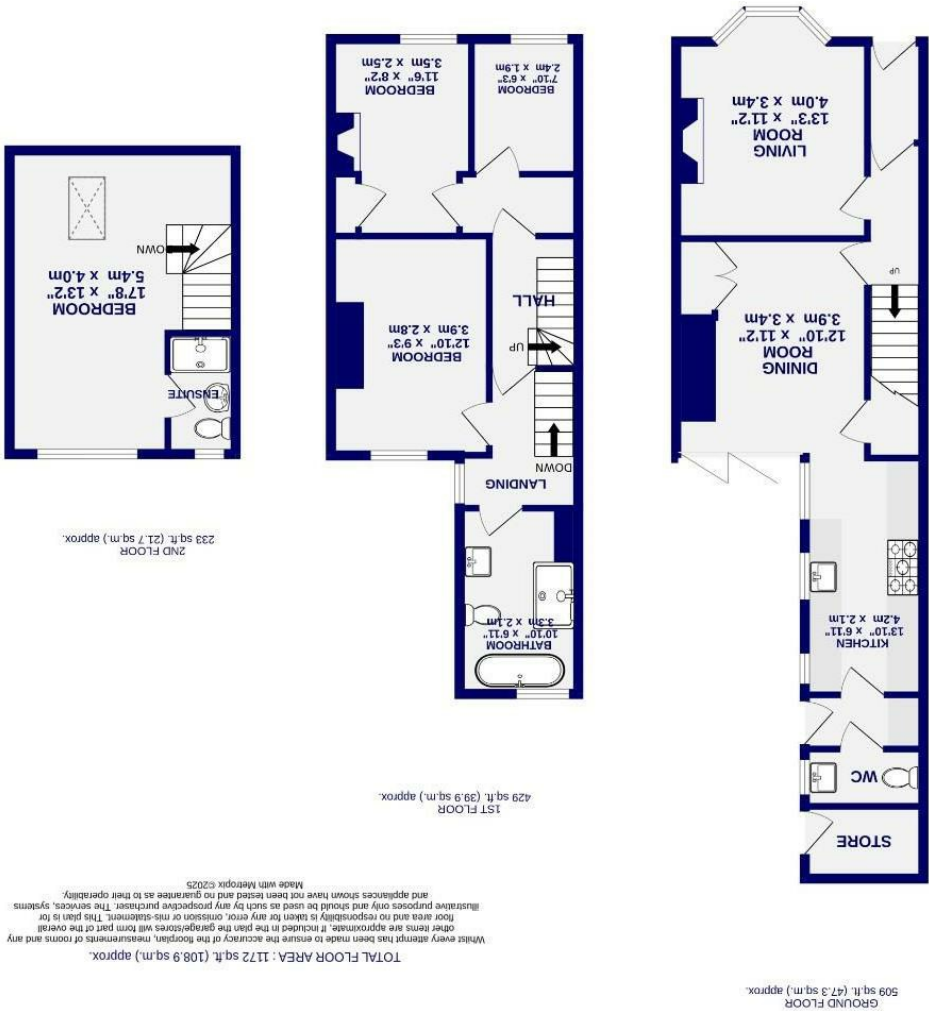 GROUND FLOOR
509 sq.ft. (47.3 sq.m.) approx.
STORE
WC
KITCHEN
13'10" x 6'11"
4.2m x 2.1m
DINING
ROOM
12'10" x 11'2"
3.9m x 3.4m
UP
LIVING
ROOM
13'3" x 11'2"
4.0m x 3.4m
1ST FLOOR
429 sq.ft. (39.9 sq.m.) approx.
BATHROOM
10'10" x 6'11"
3.3m x 2.1m
LANDING
DOWN
BEDROOM
12'10" x 9'3"
3.9m x 2.8m
UP
HALL
BEDROOM
7'10" x 6'3"
2.4m x 1.9m
BEDROOM
11'6" x 8'2"
3.5m x 2.5m
2ND FLOOR
233 sq.ft. (21.7 sq.m.) approx.
ENSUITE
BEDROOM
17'8" x 13'2"
5.4m x 4.0m
DOWN
TOTAL FLOOR AREA : 1172 sq.ft. (108.9 sq.m.) approx.
Whilst every attempt has been made to ensure the accuracy of the floorplan, measurements of rooms and any
other items are approximate. If included in the plan the garage/stores will form part of the overall
floor area and no responsibility is taken for any error, omission or mis-statement. This plan is for
illustrative purposes only and should be used as such by any prospective purchaser. The services, systems
and appliances shown have not been tested and no guarantee as to their operability.
Made with Metropix ©2025